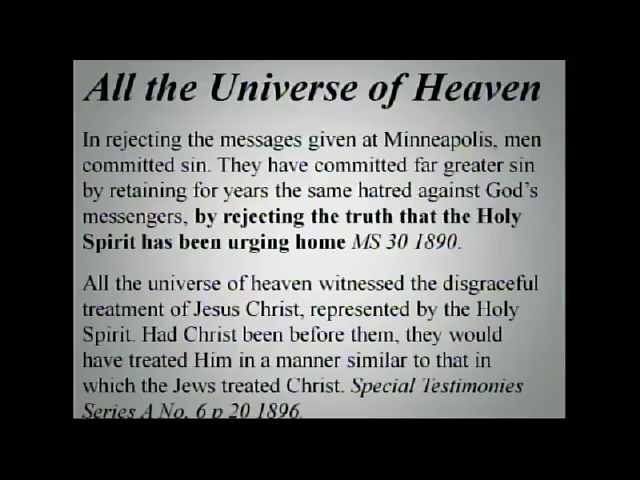 All the Universe of Heaven
In rejecting the messages given at Minneapolis, men
committed sin. They have committed far greater sin
by retaining for years the same hatred against God's
messengers, by rejecting the truth that the Holy
Spirit has been urging home MS 30 1890.
All the universe of heaven witnessed the disgraceful
treatment of Jesus Christ, represented by the Holy
Spirit. Had Christ been before them, they would
have treated Him in a manner similar to that in
which the Jews treated Christ. Special Testimonies
Series A No. 6 p 20 1896.